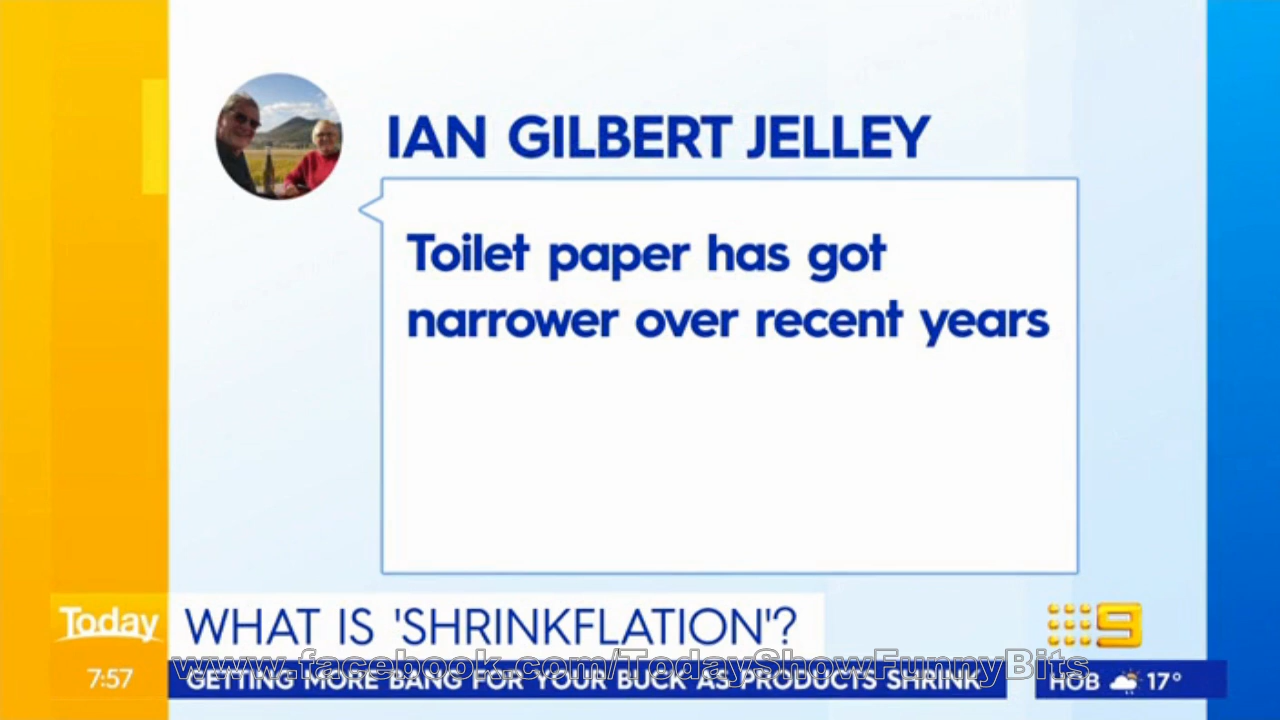 IAN GILBERT JELLEY
Toilet paper has got
narrower over recent years
Today
WHAT IS 'SHRINKFLATION'?
9
7:57
www.facebook.com/TodayShowFunnyBits
GETTING MORE BANG FOR YOUR BUCK AS PRODUCTS SHRINK
HOB 17°